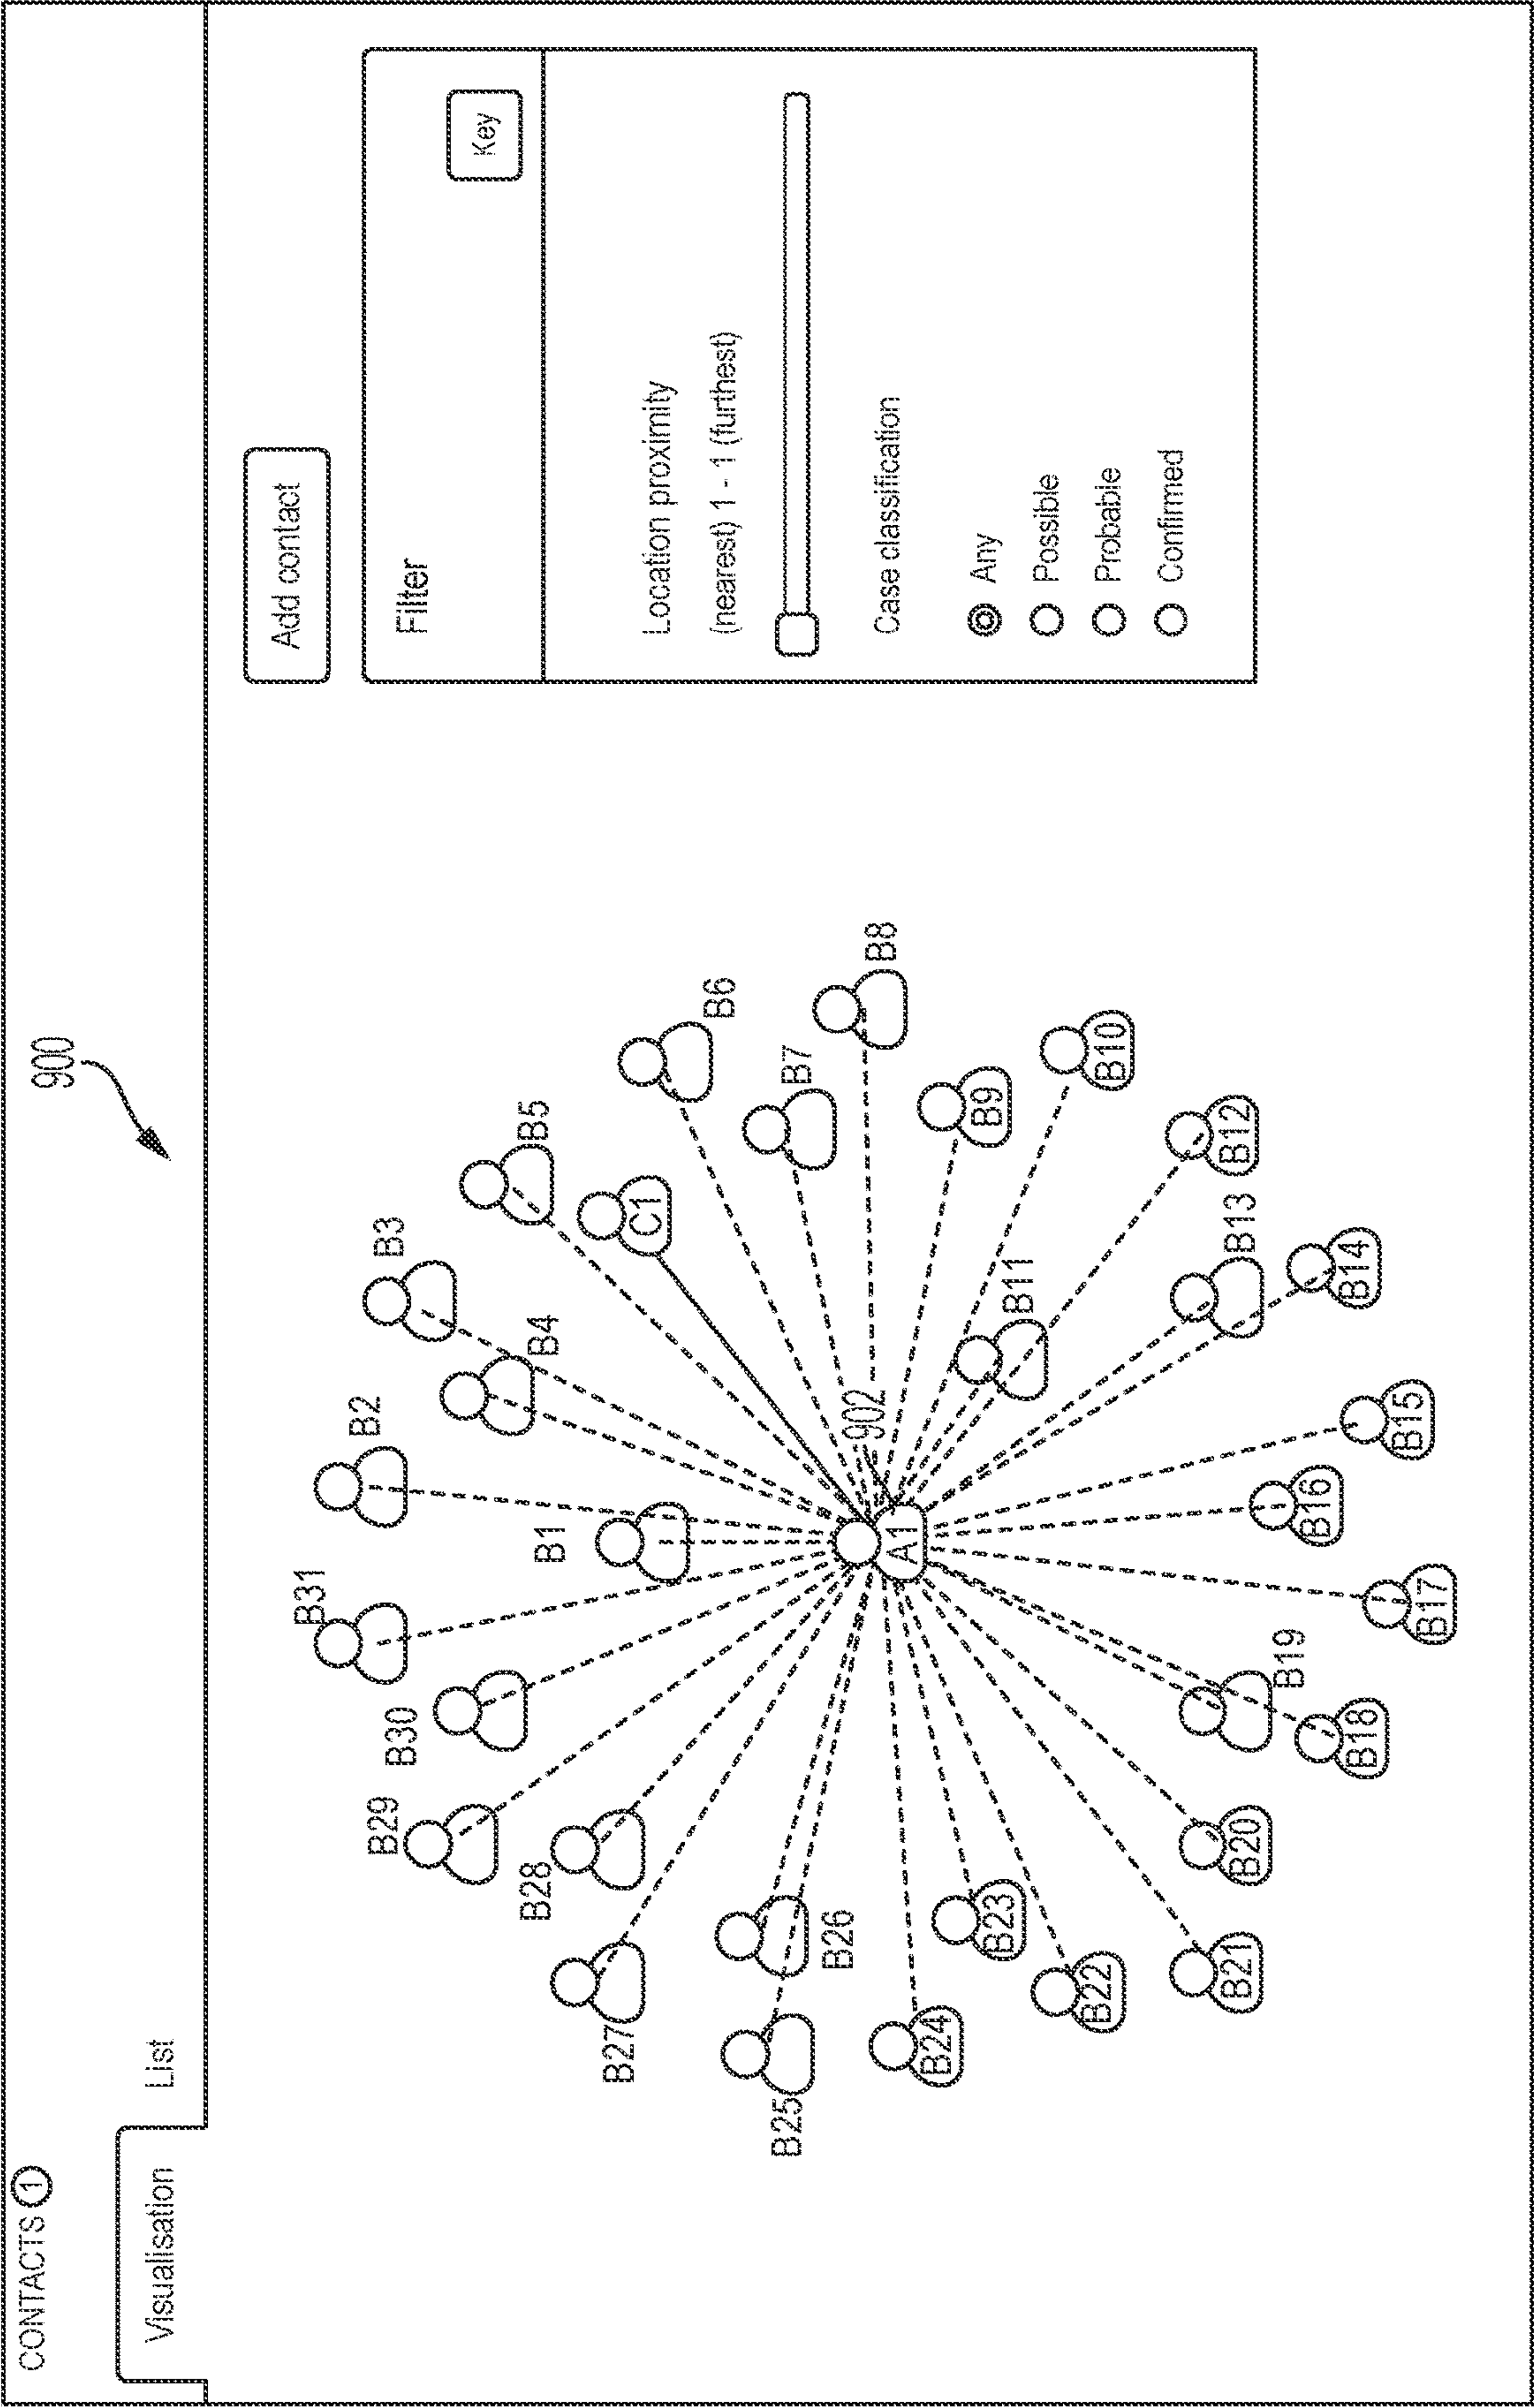 900
CONTACTS 1
Visualisation
List
Add contact
Filter
Key
Location proximity
(nearest) 1 - 1 (furthest)
Case classification
Any
Possible
Probable
Confirmed
B31
B2
B3
B29
B30
B1
B4
B5
B28
C1
B27
B6
B25
B26
B7
902
B8
B24
A1
B23
B11
B9
B22
B10
B21
B20
B19
B13
B12
B18
B16
B14
B17
B15